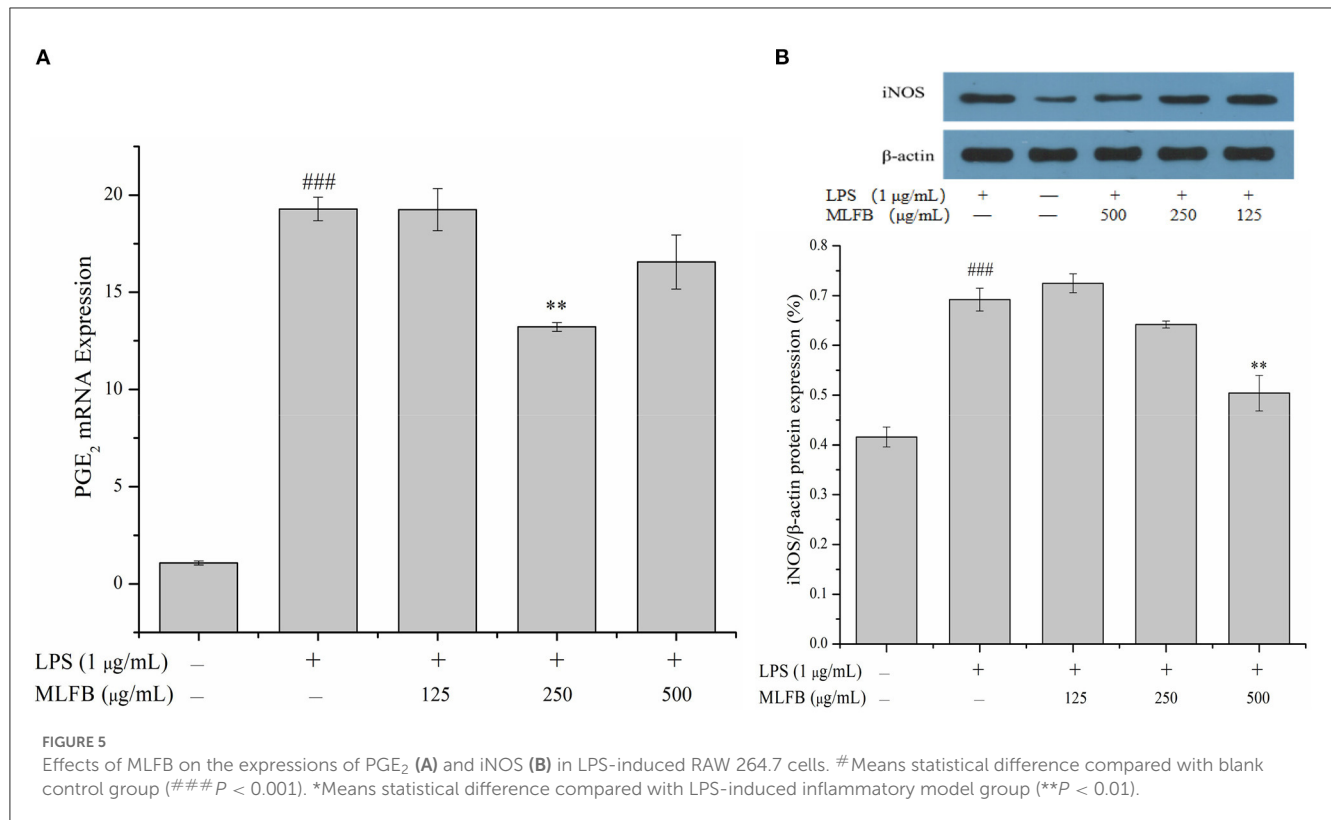 A
PGE₂ mRNA Expression
20
15
10
5
0
###
**
LPS (1 μg/mL) – + + + +
MLFB (μg/mL) – – 125 250 500
B
iNOS
β-actin
LPS (1 μg/mL) + — + + +
MLFB (μg/mL) — — 500 250 125
iNOS/β-actin protein expression (%)
0.8
0.7
0.6
0.5
0.4
0.3
0.2
0.1
0.0
###
**
LPS (1 μg/mL) – + + + +
MLFB (μg/mL) – – 125 250 500
FIGURE 5
Effects of MLFB on the expressions of PGE₂ (A) and iNOS (B) in LPS-induced RAW 264.7 cells. #Means statistical difference compared with blank
control group (###P < 0.001). *Means statistical difference compared with LPS-induced inflammatory model group (**P < 0.01).